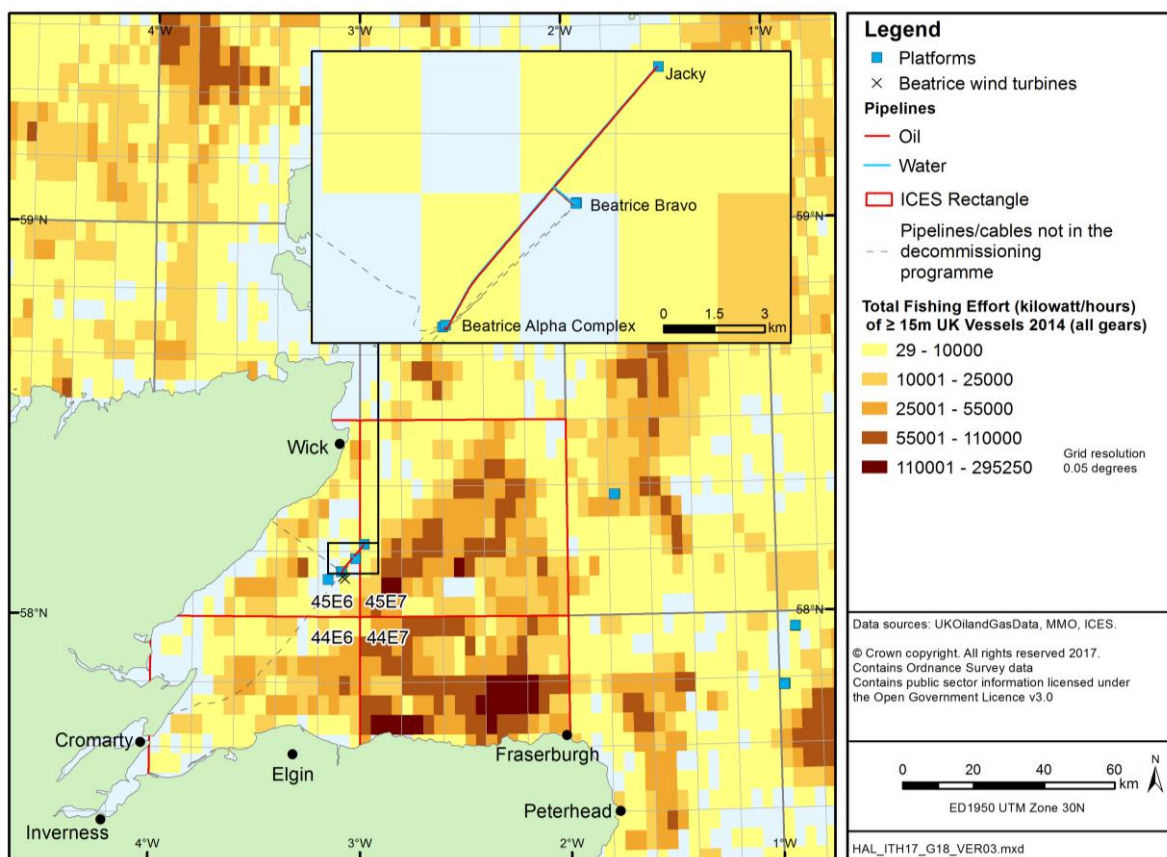 4°W
3°W
2°W
1°W
Jacky
Beatrice Bravo
Beatrice Alpha Complex
0 1.5 3
km
59°N
59°N
Wick
45E6 45E7
44E6 44E7
58°N
58°N
Cromarty
Elgin
Fraserburgh
Inverness
Peterhead
4°W
3°W
2°W
1°W
Legend
Platforms
Beatrice wind turbines
Pipelines
Oil
Water
ICES Rectangle
Pipelines/cables not in the
decommissioning
programme
Total Fishing Effort (kilowatt/hours)
of ≥ 15m UK Vessels 2014 (all gears)
29 - 10000
10001 - 25000
25001 - 55000
55001 - 110000
110001 - 295250
Grid resolution
0.05 degrees
Data sources: UKOilandGasData, MMO, ICES.
© Crown copyright. All rights reserved 2017.
Contains Ordnance Survey data
Contains public sector information licensed under
the Open Government Licence v3.0
0 20 40 60
km
N
ED1950 UTM Zone 30N
HAL_ITH17_G18_VER03.mxd